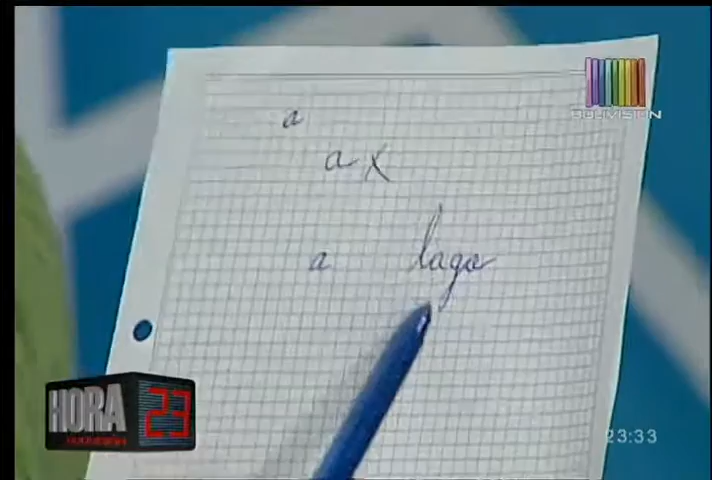 BOLIVISION
a
a x
a lago
HORA 23
23:33